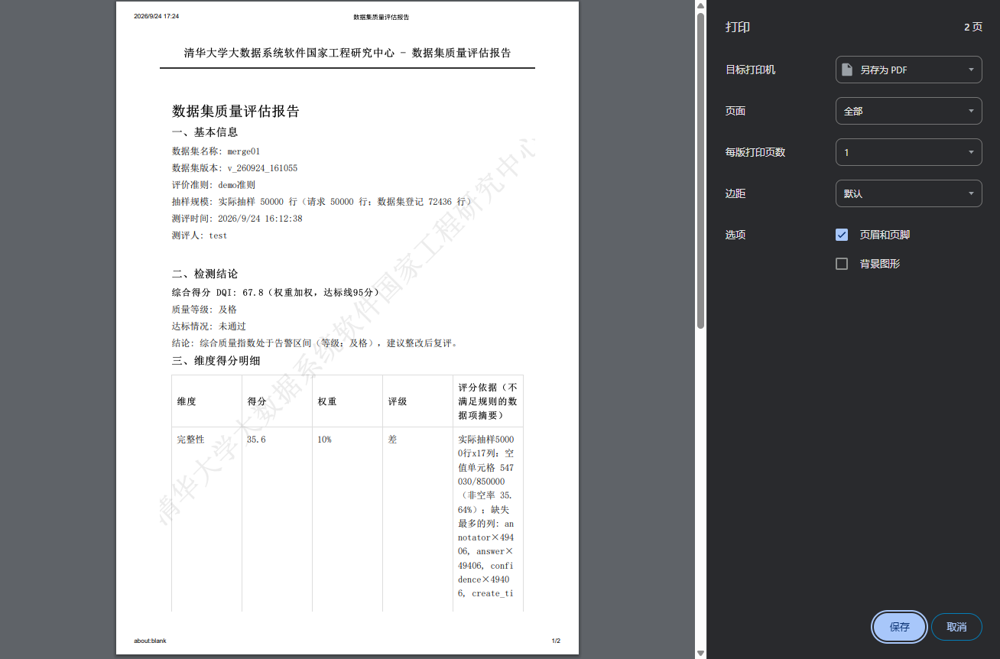 2026/9/24 17:24 数据集质量评估报告
清华大学大数据系统软件国家工程研究中心 - 数据集质量评估报告
数据集质量评估报告
一、基本信息
数据集名称: merge01
数据集版本: v_260924_161055
评价准则: demo准则
抽样规模: 实际抽样 50000 行（请求 50000 行；数据集登记 72436 行）
测评时间: 2026/9/24 16:12:38
测评人: test
二、检测结论
综合得分 DQI: 67.8（权重加权，达标线95分）
质量等级: 及格
达标情况: 未通过
结论: 综合质量指数处于告警区间（等级：及格），建议整改后复评。
三、维度得分明细
维度 得分 权重 评级 评分依据（不
满足规则的数
据项摘要）
完整性 35.6 10% 差 实际抽样5000
0行x17列：空
值单元格 547
030/850000
（非空率 35.
64%）；缺失
最多的列: an
notator×494
06, answer×
49406, confi
dence×4940
6, create_ti
清华大学大数据系统软件国家工程研究中心
about:blank 1/2
打印 2 页
目标打印机 另存为 PDF
页面 全部
每版打印页数 1
边距 默认
选项 页眉和页脚
背景图形
保存 取消